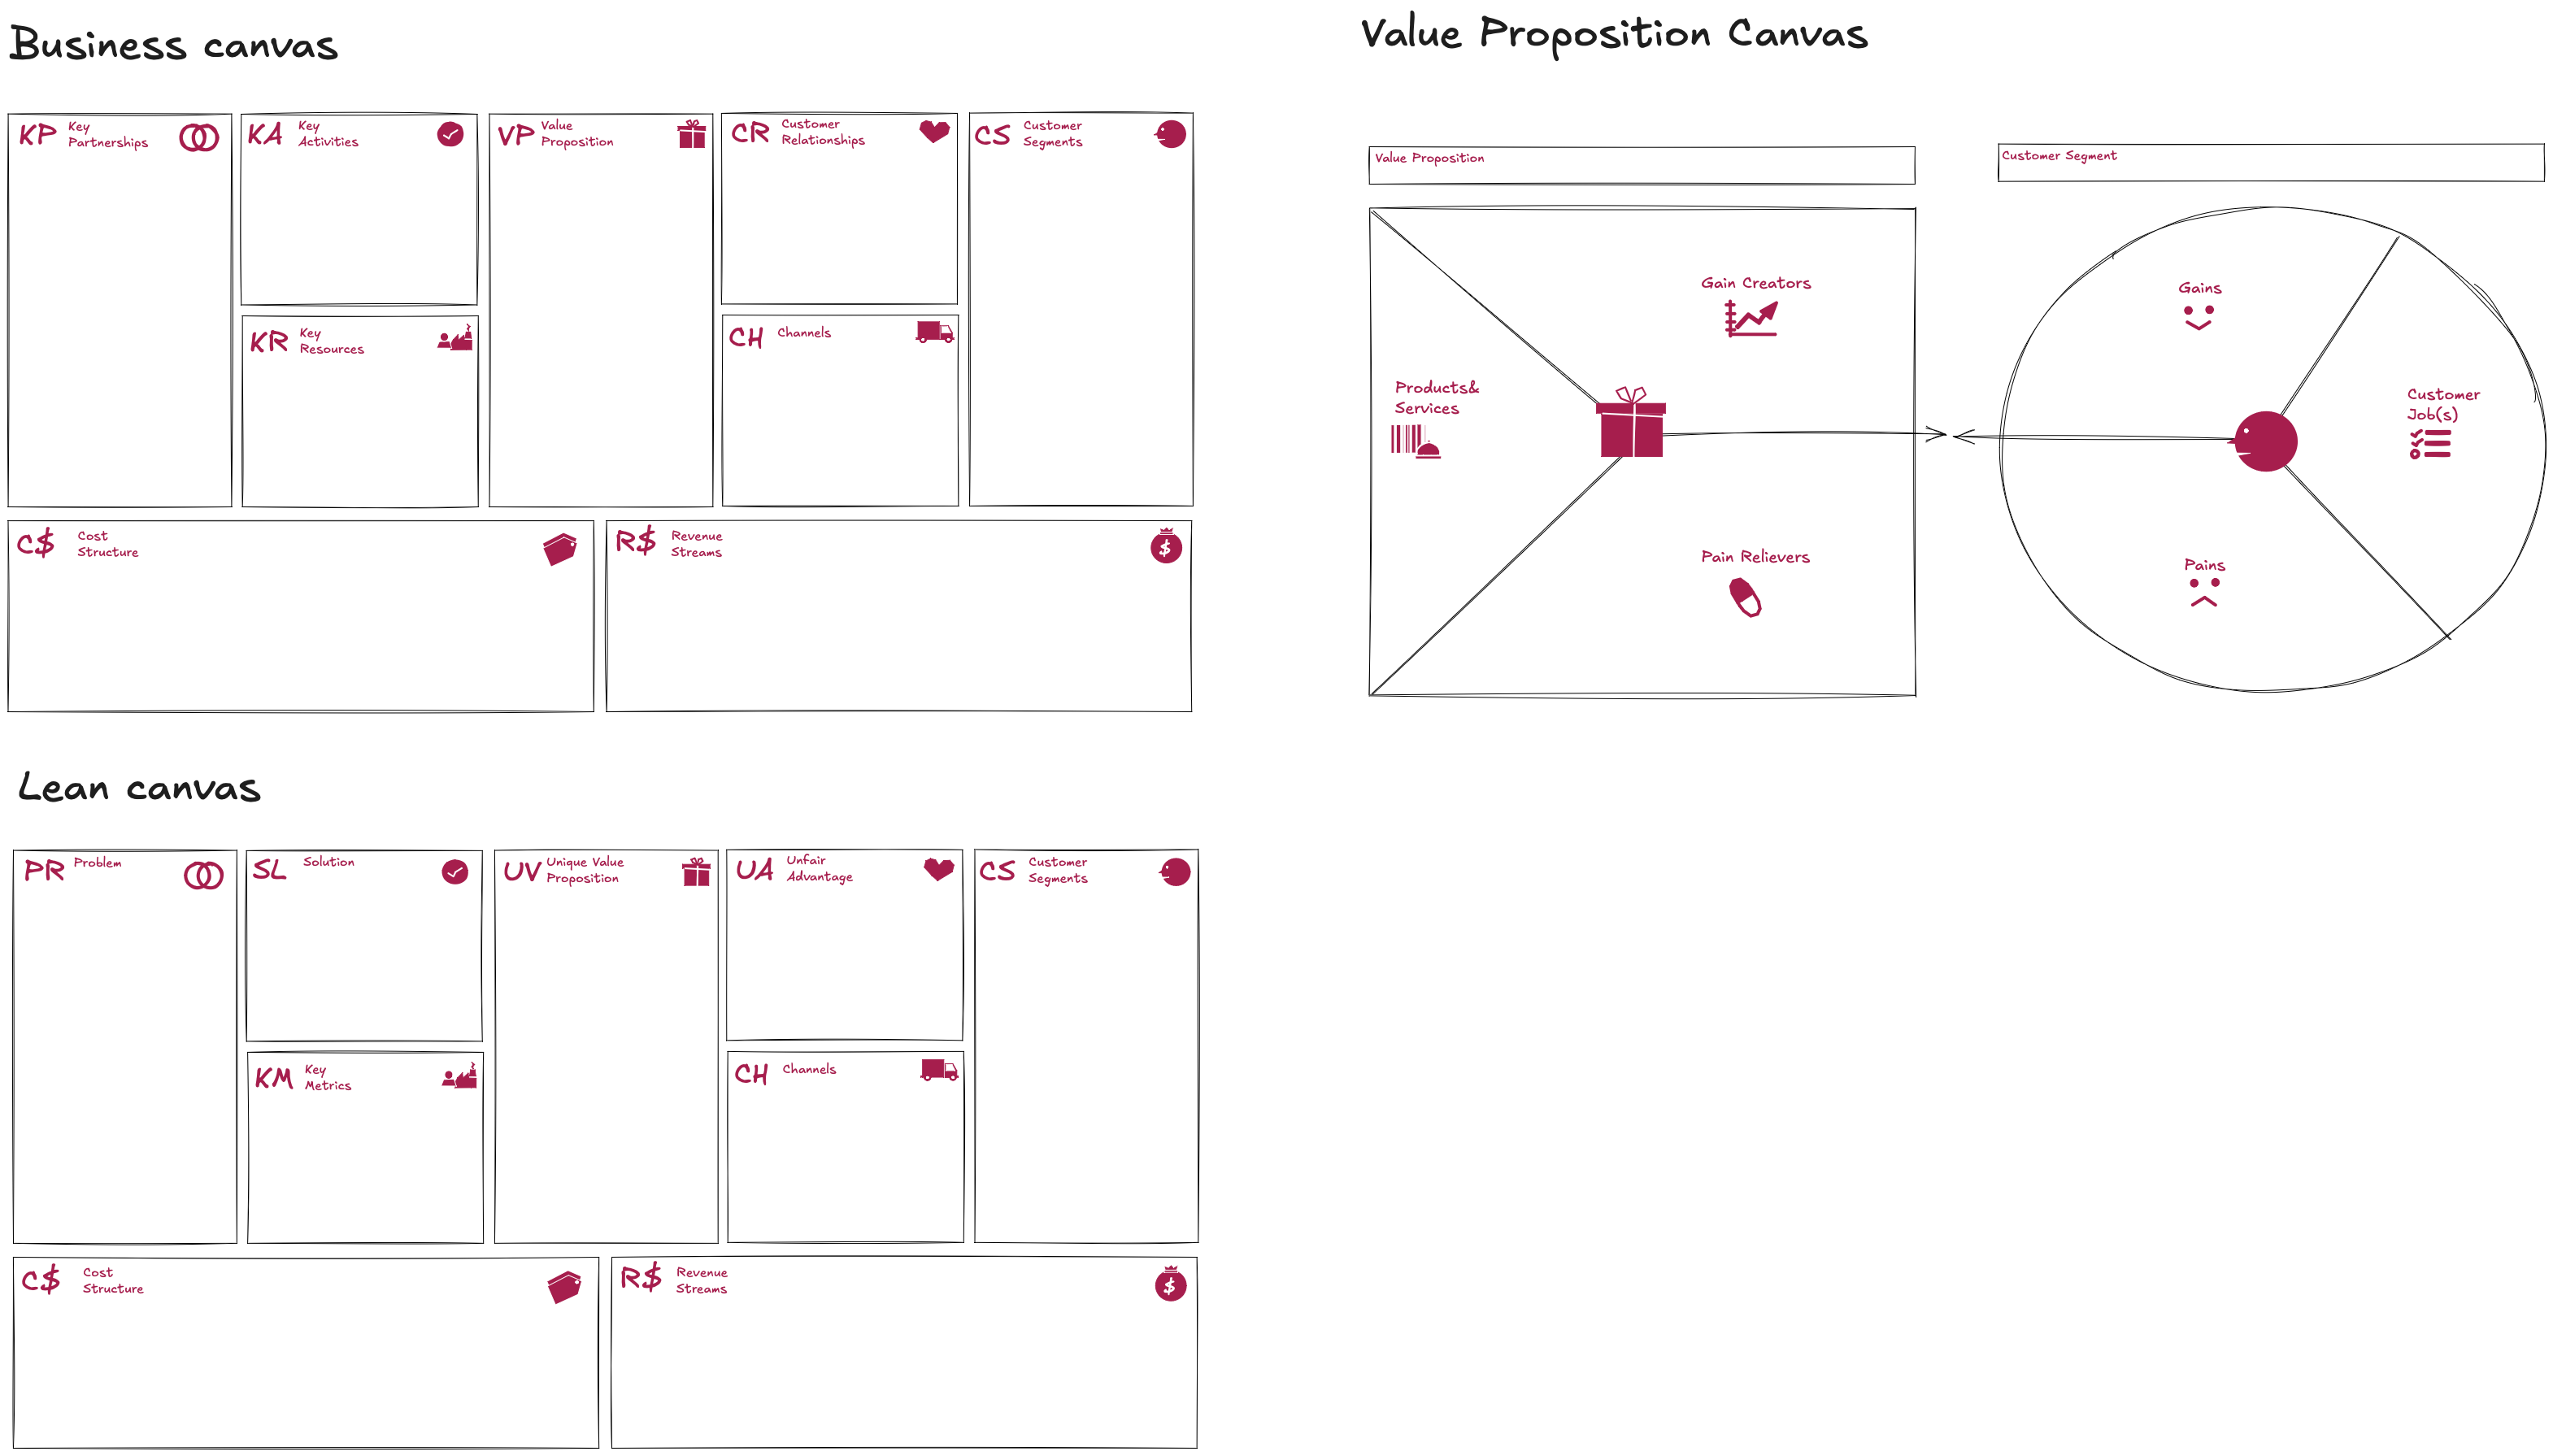 Business canvas
KP
Key
Partnerships
KA
Key
Activities
KR
Key
Resources
VP
Value
Proposition
CR
Customer
Relationships
CH
Channels
CS
Customer
Segments
C$
Cost
Structure
R$
Revenue
Streams
$
Value Proposition Canvas
Value Proposition
Gain Creators
Products&
Services
Pain Relievers
Customer Segment
Gains
Customer
Job(s)
Pains
Lean canvas
PR
Problem
SL
Solution
KM
Key
Metrics
UV
Unique Value
Proposition
UA
Unfair
Advantage
CH
Channels
CS
Customer
Segments
C$
Cost
Structure
R$
Revenue
Streams
$